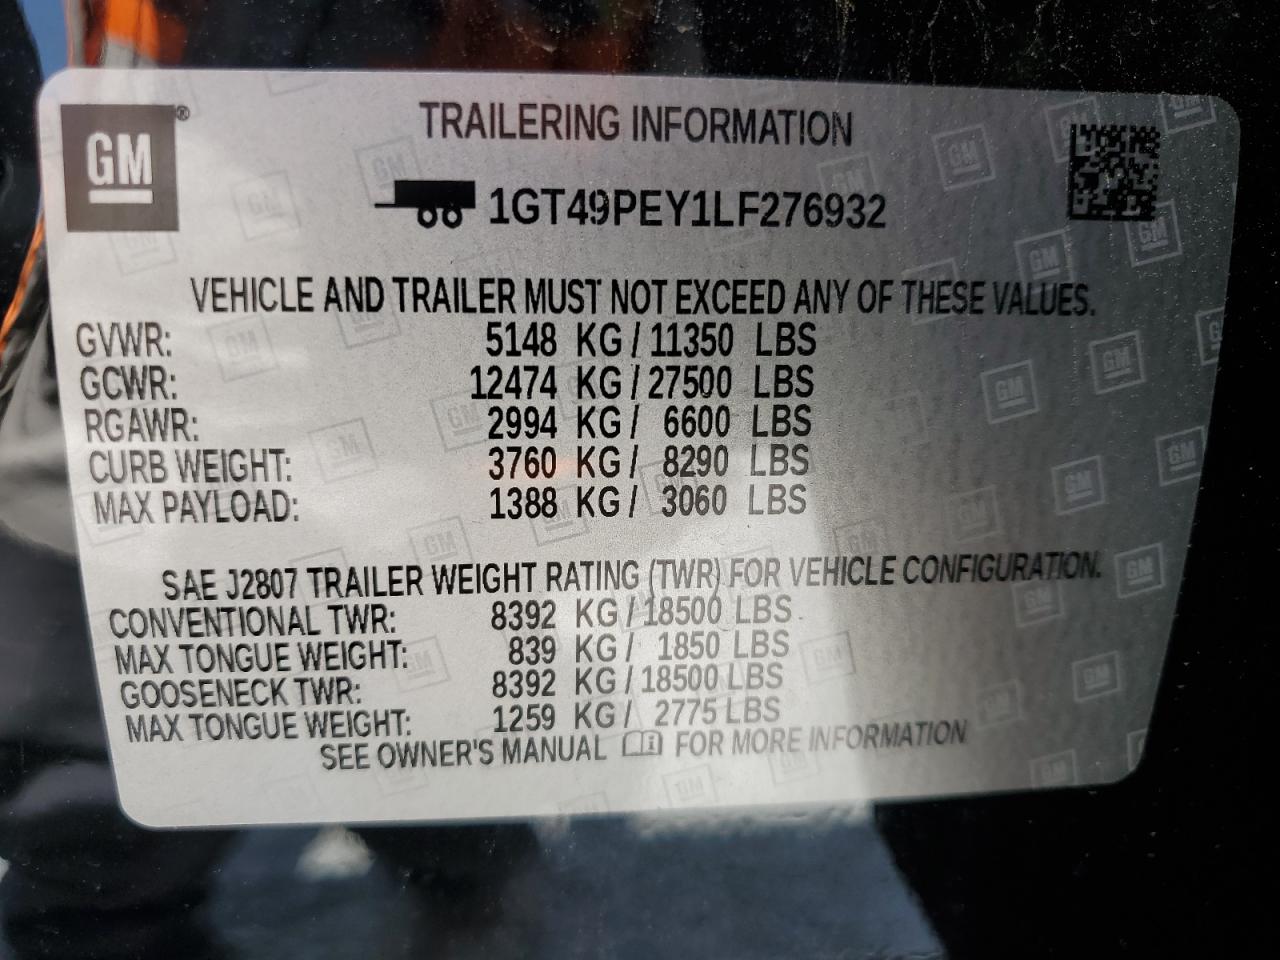 GM®
TRAILERING INFORMATION
1GT49PEY1LF276932
VEHICLE AND TRAILER MUST NOT EXCEED ANY OF THESE VALUES.
GVWR: 5148 KG / 11350 LBS
GCWR: 12474 KG / 27500 LBS
RGAWR: 2994 KG / 6600 LBS
CURB WEIGHT: 3760 KG / 8290 LBS
MAX PAYLOAD: 1388 KG / 3060 LBS
SAE J2807 TRAILER WEIGHT RATING (TWR) FOR VEHICLE CONFIGURATION.
CONVENTIONAL TWR: 8392 KG / 18500 LBS
MAX TONGUE WEIGHT: 839 KG / 1850 LBS
GOOSENECK TWR: 8392 KG / 18500 LBS
MAX TONGUE WEIGHT: 1259 KG / 2775 LBS
SEE OWNER'S MANUAL FOR MORE INFORMATION